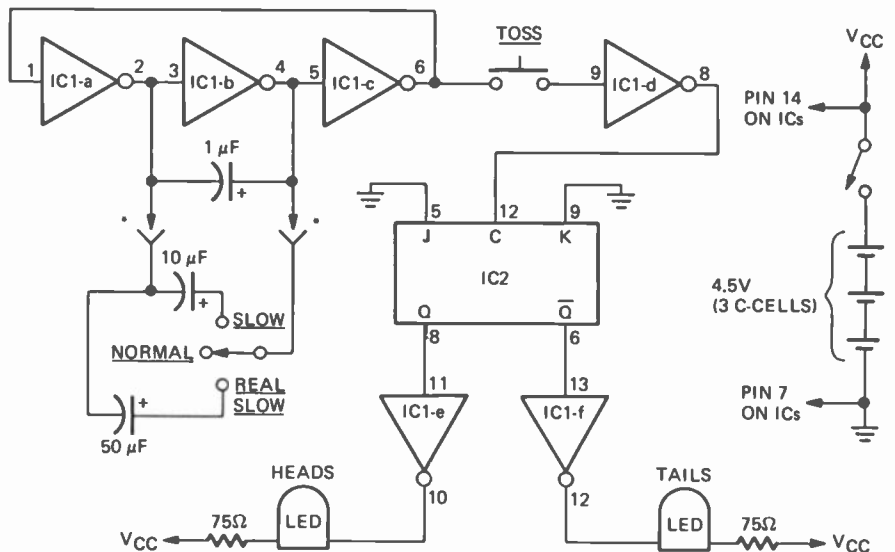 1
IC1-a
2
3
IC1-b
4
5
IC1-c
6
TOSS
9
IC1-d
8
VCC
PIN 14
ON ICs
1 µF
+
5
12
9
J
C
K
IC2
Q
Q̅
8
6
10 µF
+
SLOW
NORMAL
REAL
SLOW
+
50 µF
4.5V
(3 C-CELLS)
PIN 7
ON ICs
11
IC1-e
10
13
IC1-f
12
HEADS
LED
75Ω
VCC
TAILS
LED
75Ω
VCC